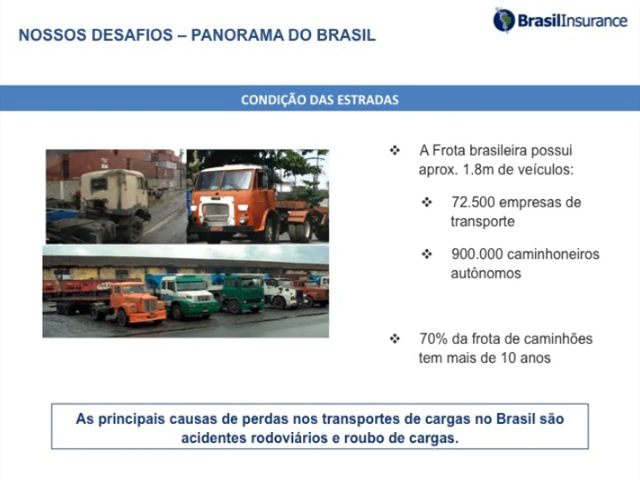 NOSSOS DESAFIOS – PANORAMA DO BRASIL
BrasilInsurance
CONDIÇÃO DAS ESTRADAS
❖ A Frota brasileira possui
aprox. 1.8m de veículos:
❖ 72.500 empresas de
transporte
❖ 900.000 caminhoneiros
autônomos
❖ 70% da frota de caminhões
tem mais de 10 anos
As principais causas de perdas nos transportes de cargas no Brasil são
acidentes rodoviários e roubo de cargas.